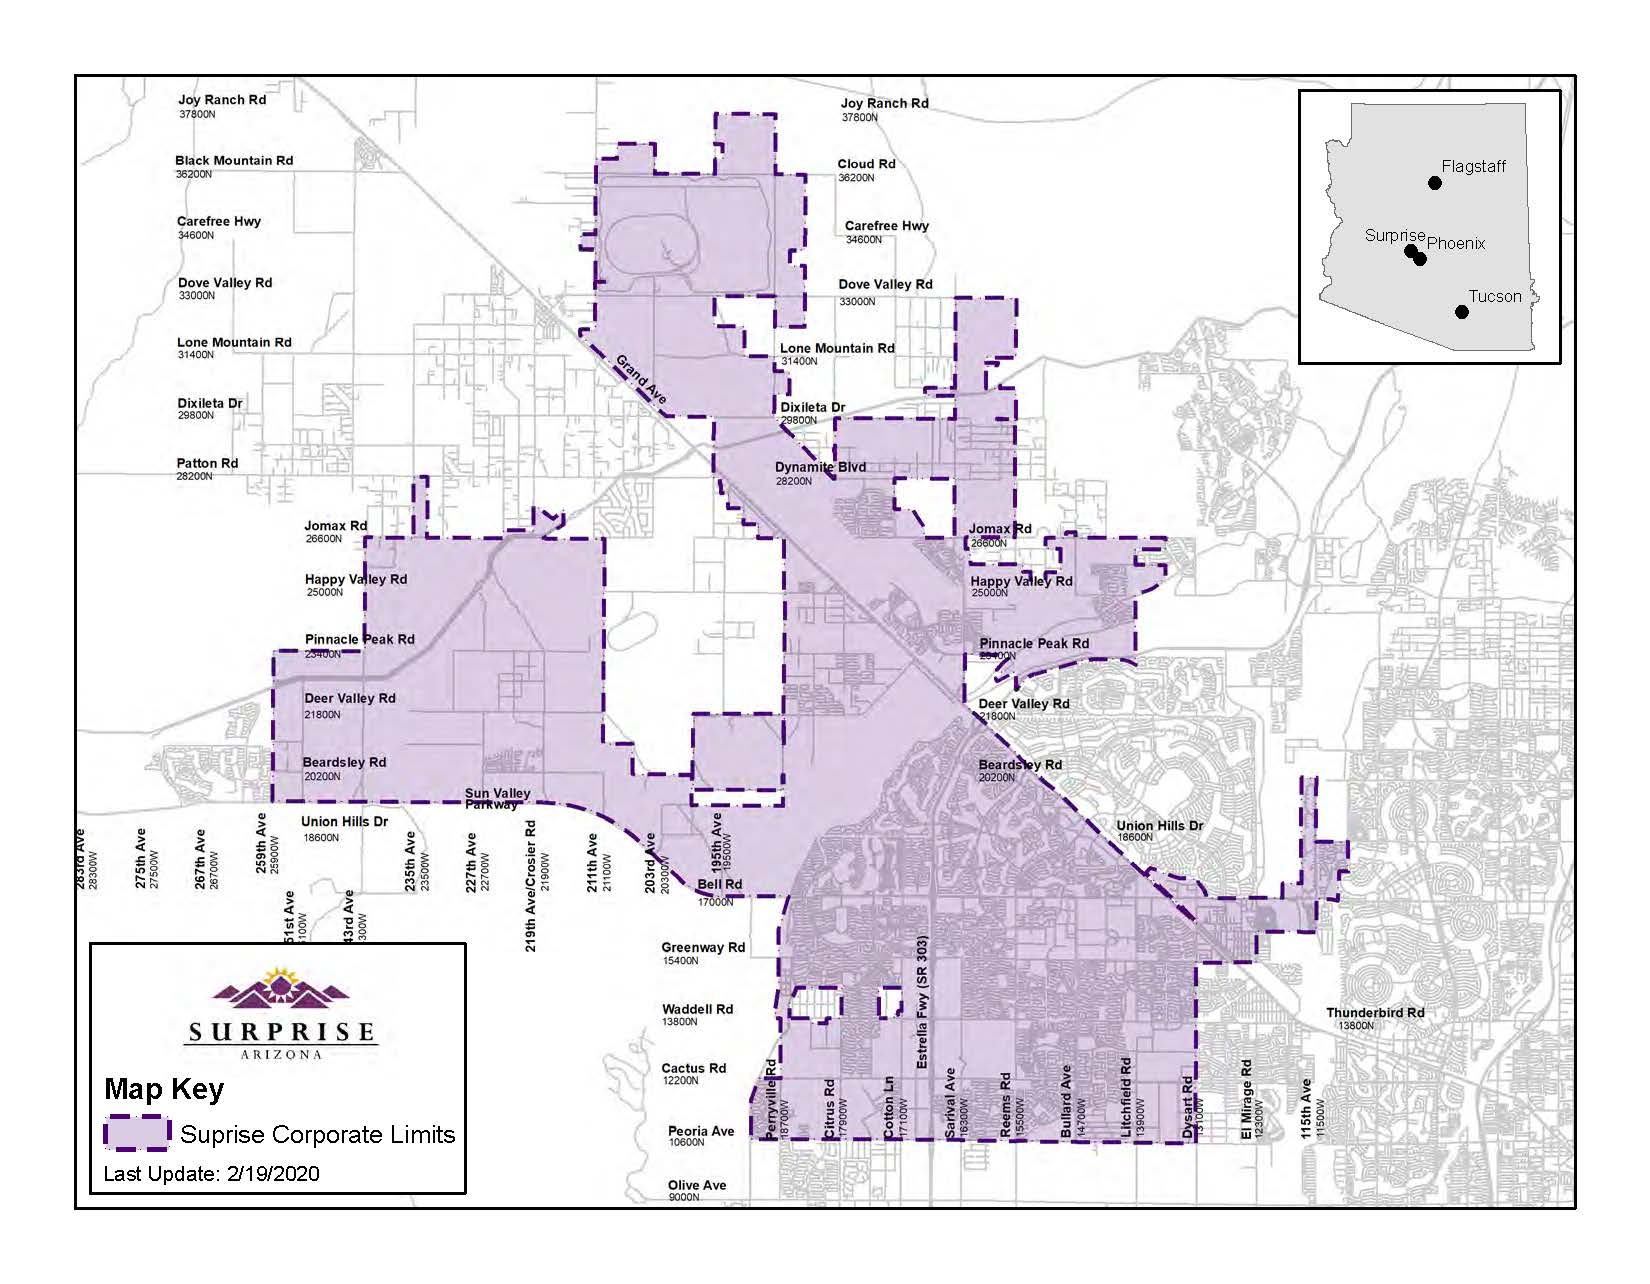 Joy Ranch Rd
37800N
Black Mountain Rd
36200N
Carefree Hwy
34600N
Dove Valley Rd
33000N
Lone Mountain Rd
31400N
Dixileta Dr
29800N
Patton Rd
28200N
Jomax Rd
26600N
Happy Valley Rd
25000N
Pinnacle Peak Rd
23400N
Deer Valley Rd
21800N
Beardsley Rd
20200N
Sun Valley
Parkway
Union Hills Dr
18600N
Grand Ave
Joy Ranch Rd
37800N
Cloud Rd
36200N
Carefree Hwy
34600N
Dove Valley Rd
33000N
Lone Mountain Rd
31400N
Dixileta Dr
29800N
Dynamite Blvd
28200N
Jomax Rd
26600N
Happy Valley Rd
25000N
Pinnacle Peak Rd
23400N
Deer Valley Rd
21800N
Beardsley Rd
20200N
Union Hills Dr
18600N
Flagstaff
Surprise
Phoenix
Tucson
283rd Ave
28300W
275th Ave
27500W
267th Ave
26700W
259th Ave
25900W
51st Ave
5100W
43rd Ave
300W
235th Ave
23500W
227th Ave
22700W
219th Ave/Crosier Rd
21900W
211th Ave
21100W
203rd Ave
20300W
195th Ave
19500W
Bell Rd
17000N
Greenway Rd
15400N
Waddell Rd
13800N
Cactus Rd
12200N
Peoria Ave
10600N
Olive Ave
9000N
Perryville Rd
18700W
Citrus Rd
17900W
Cotton Ln
17100W
Estrella Fwy (SR 303)
Sarival Ave
16300W
Reems Rd
15500W
Bullard Ave
14700W
Litchfield Rd
13900W
Dysart Rd
13100W
El Mirage Rd
12300W
115th Ave
11500W
Thunderbird Rd
13800N
SURPRISE
ARIZONA
Map Key
Suprise Corporate Limits
Last Update: 2/19/2020